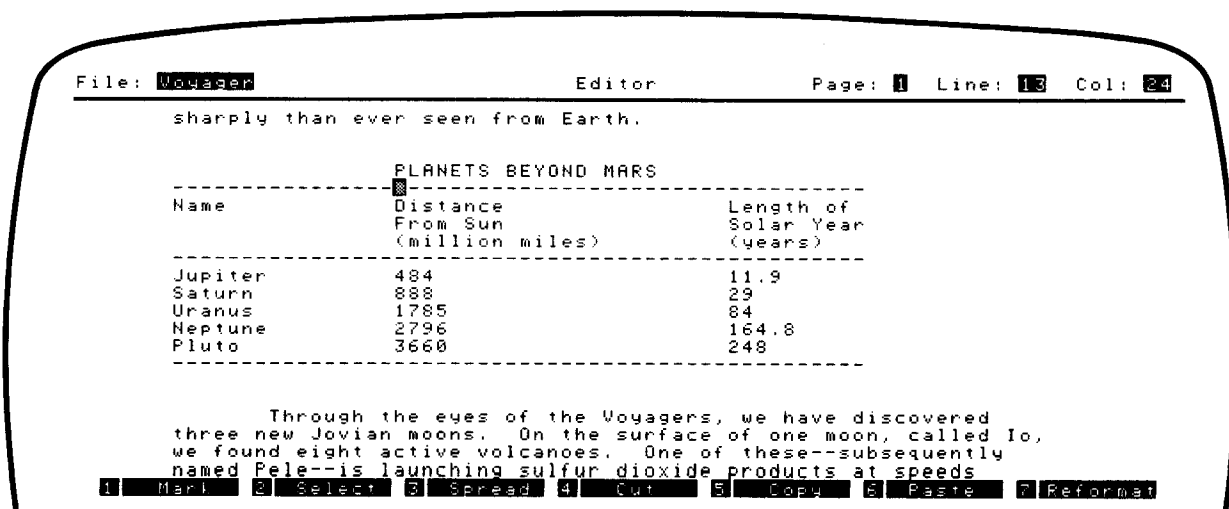 File: Voyager Editor Page: 1 Line: 13 Col: 24
sharply than ever seen from Earth.
PLANETS BEYOND MARS
Name Distance Length of
From Sun Solar Year
(million miles) (years)
Jupiter 484 11.9
Saturn 888 29
Uranus 1785 84
Neptune 2796 164.8
Pluto 3660 248
Through the eyes of the Voyagers, we have discovered
three new Jovian moons. On the surface of one moon, called Io,
we found eight active volcanoes. One of these--subsequently
named Pele--is launching sulfur dioxide products at speeds
1 Mark 2 Select 3 Spread 4 Cut 5 Copy 6 Paste 7 Reformat